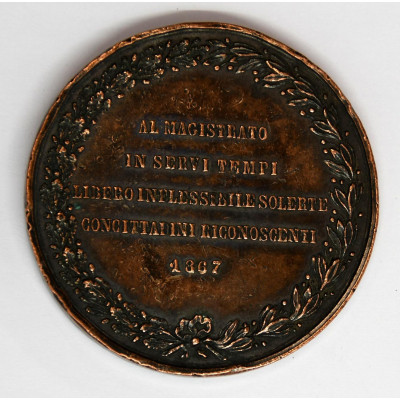 AL MAGISTRATO
IN SERVI TEMPI
LIBERO INFLESSIBILE SOLERTE
CONCITTADINI RICONOSCENTI
1867